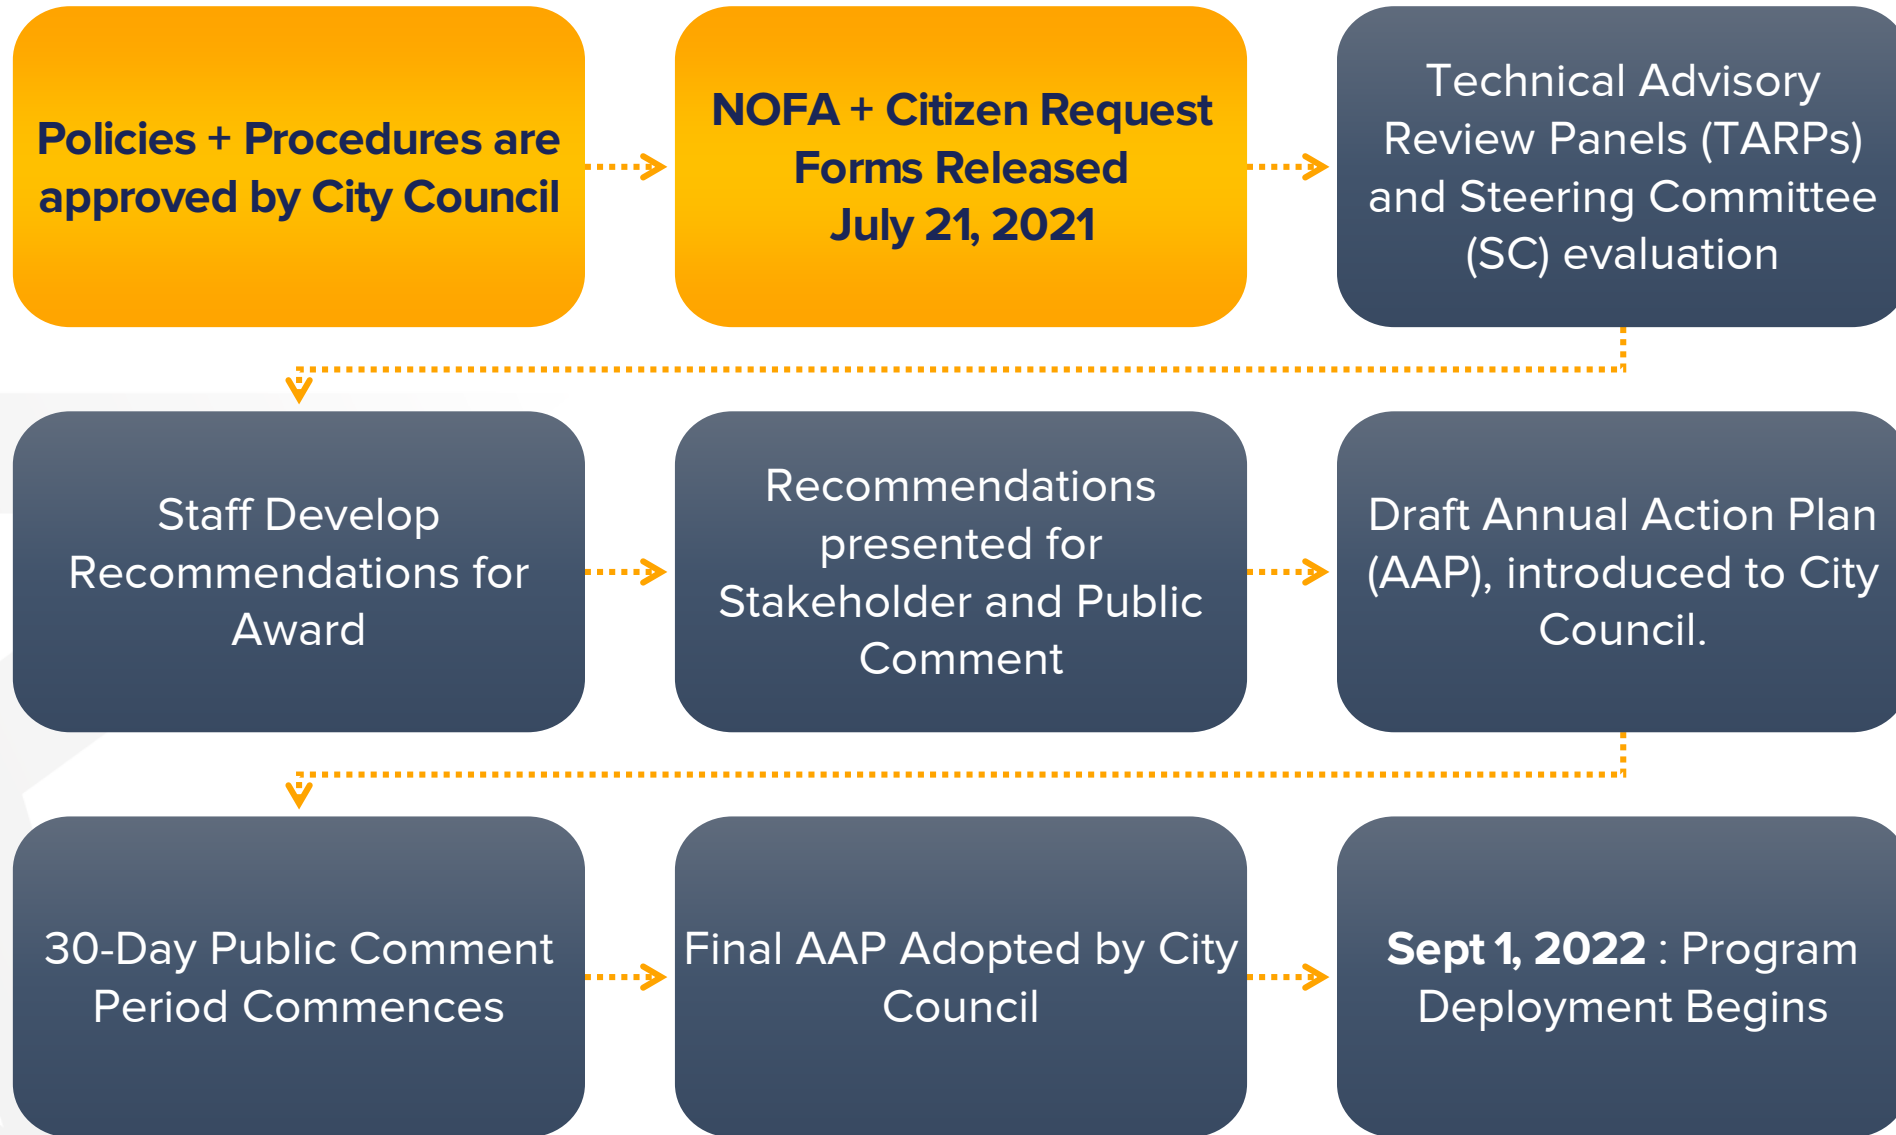 Policies + Procedures are
approved by City Council
NOFA + Citizen Request
Forms Released
July 21, 2021
Technical Advisory
Review Panels (TARPs)
and Steering Committee
(SC) evaluation
Staff Develop
Recommendations for
Award
Recommendations
presented for
Stakeholder and Public
Comment
Draft Annual Action Plan
(AAP), introduced to City
Council.
30-Day Public Comment
Period Commences
Final AAP Adopted by City
Council
Sept 1, 2022 : Program
Deployment Begins